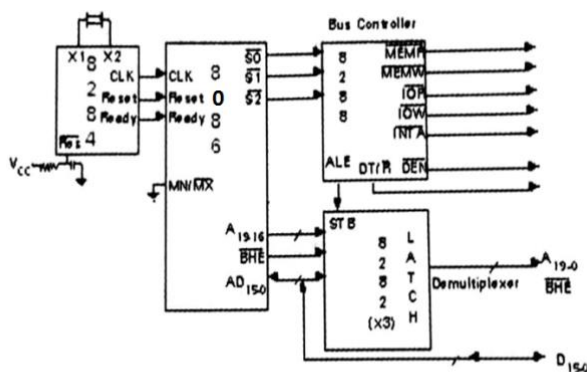 Bus Controller
X1 X2
8
2
8
4
CLK
Reset
Ready
Res
Vcc
CLK
Reset
Ready
8
0
8
6
MN/MX
S0
S1
S2
A19-16
BHE
AD15-0
8
2
8
8
MEMR
MEMW
IOR
IOW
INTA
DEN
ALE
DT/R
STB
8
2
8
2
(X3)
L
A
T
C
H
Demultiplexer
A19-0
BHE